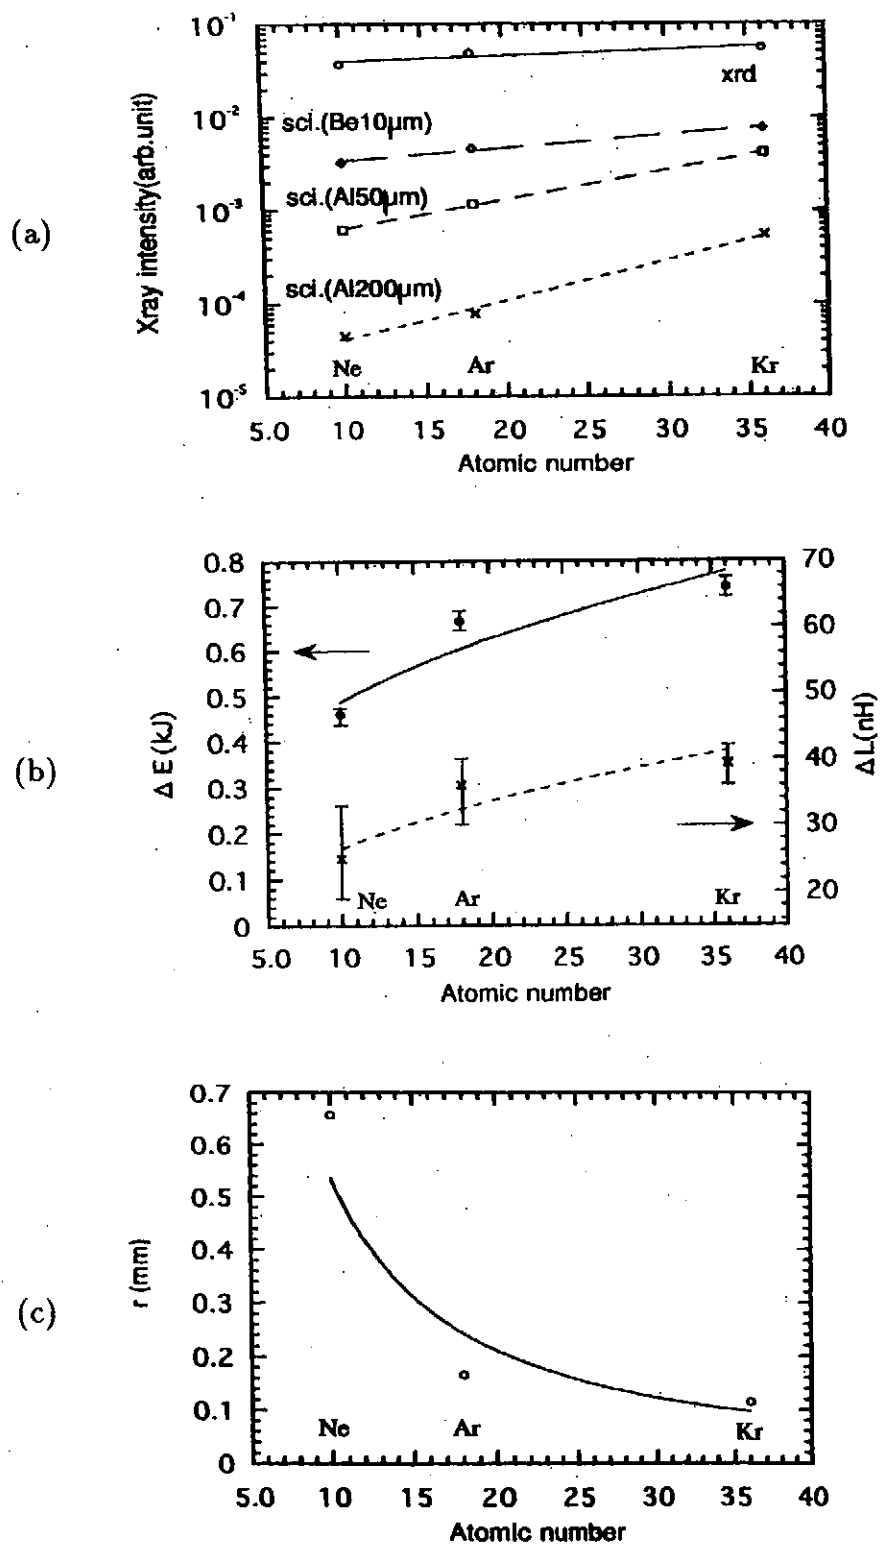 (a)
Xray intensity(arb.unit)
10⁻¹
10⁻²
10⁻³
10⁻⁴
10⁻⁵
xrd
sci.(Be10μm)
sci.(Al50μm)
sci.(Al200μm)
Ne Ar Kr
5.0 10 15 20 25 30 35 40
Atomic number
(b)
Δ E (kJ)
0.8
0.7
0.6
0.5
0.4
0.3
0.2
0.1
0
70
60
50
40
30
20
Δ L(nH)
Ne Ar Kr
5.0 10 15 20 25 30 35 40
Atomic number
(c)
r (mm)
0.7
0.6
0.5
0.4
0.3
0.2
0.1
0
Ne Ar Kr
5.0 10 15 20 25 30 35 40
Atomic number